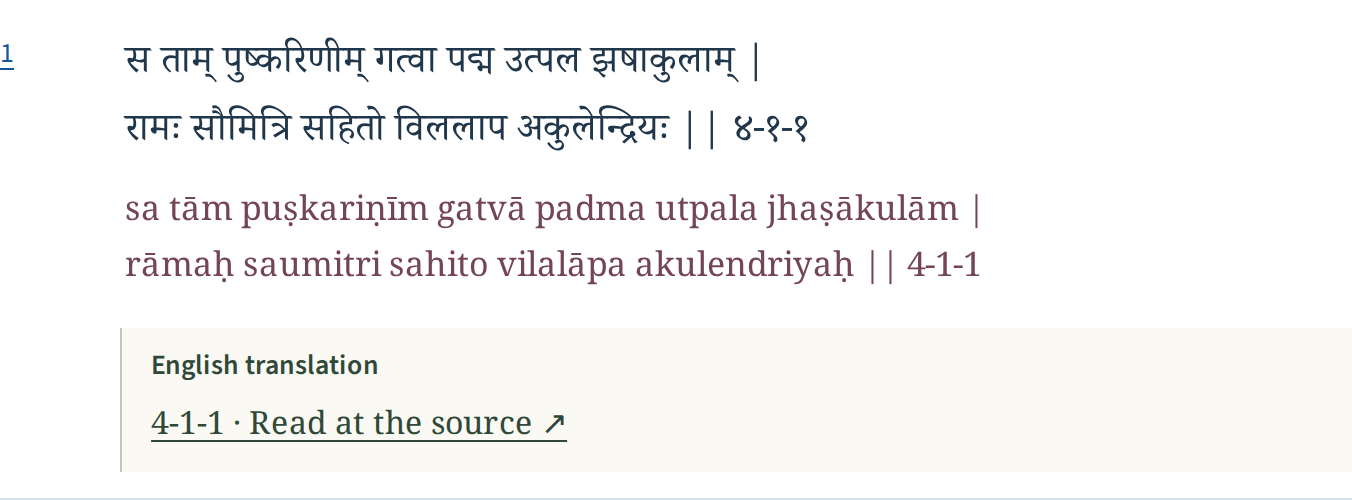 1
स ताम् पुष्करिणीम् गत्वा पद्म उत्पल झषाकुलाम् |
रामः सौमित्रि सहितो विललाप अकुलेन्द्रियः || ४-१-१
sa tām puṣkariṇīm gatvā padma utpala jhaṣākulām |
rāmaḥ saumitri sahito vilalāpa akulendriyaḥ || 4-1-1
English translation
4-1-1 · Read at the source ↗